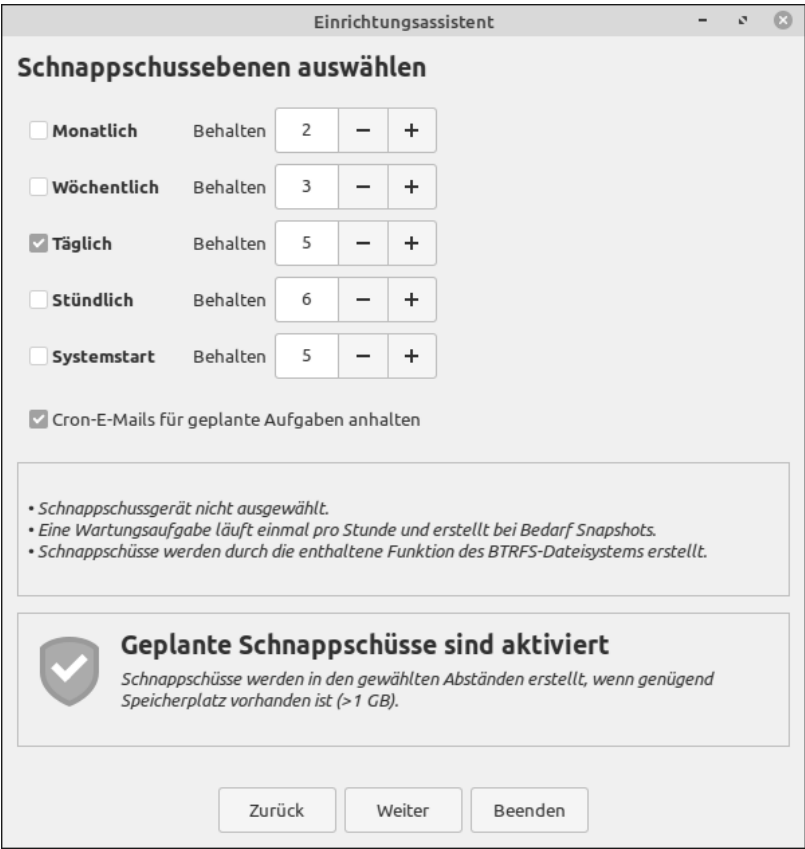 Einrichtungsassistent
Schnappschussebenen auswählen
Monatlich Behalten 2 − +
Wöchentlich Behalten 3 − +
Täglich Behalten 5 − +
Stündlich Behalten 6 − +
Systemstart Behalten 5 − +
Cron-E-Mails für geplante Aufgaben anhalten
• Schnappschussgerät nicht ausgewählt.
• Eine Wartungsaufgabe läuft einmal pro Stunde und erstellt bei Bedarf Snapshots.
• Schnappschüsse werden durch die enthaltene Funktion des BTRFS-Dateisystems erstellt.
Geplante Schnappschüsse sind aktiviert
Schnappschüsse werden in den gewählten Abständen erstellt, wenn genügend
Speicherplatz vorhanden ist (>1 GB).
Zurück Weiter Beenden